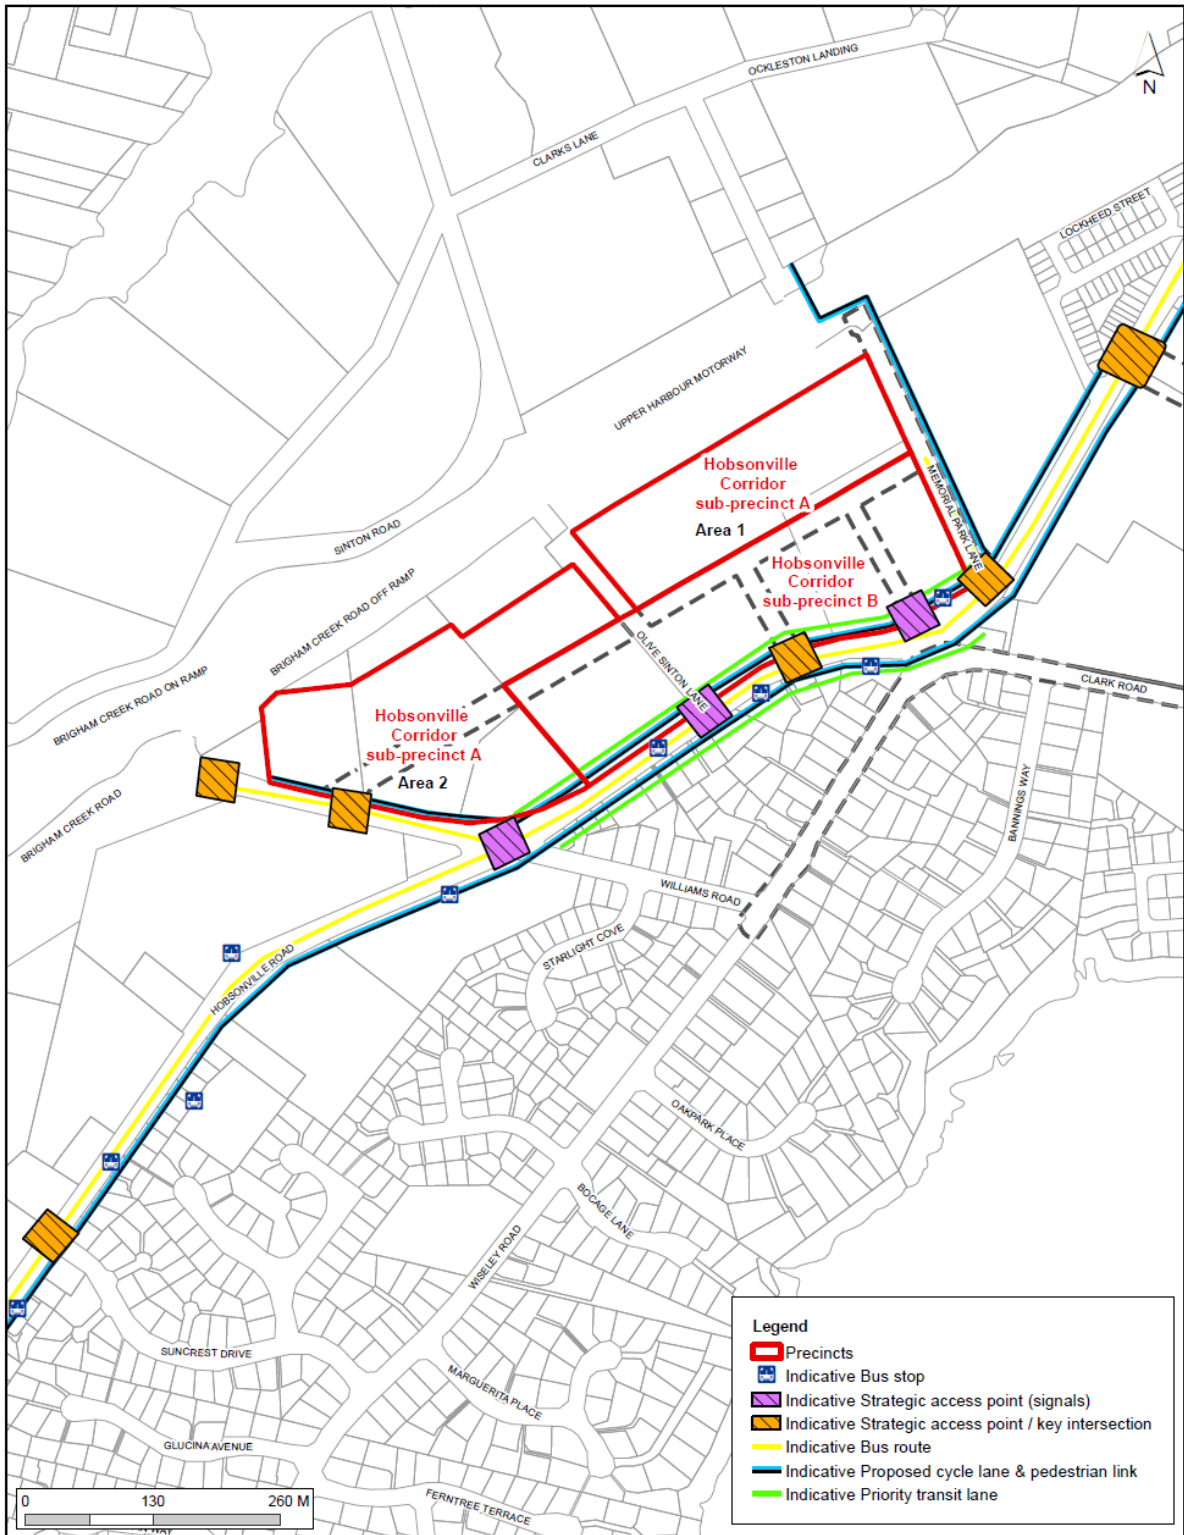 OCKLESTON LANDING
N
CLARKS LANE
LOCKHEED STREET
UPPER HARBOUR MOTORWAY
Hobsonville
Corridor
sub-precinct A
Area 1
MEMORIAL PARK LANE
SINTON ROAD
Hobsonville
Corridor
sub-precinct B
BRIGHAM CREEK ROAD OFF RAMP
OLIVE SINTON LANE
BRIGHAM CREEK ROAD ON RAMP
CLARK ROAD
Hobsonville
Corridor
sub-precinct A
Area 2
BRIGHAM CREEK ROAD
BANNINGS WAY
WILLIAMS ROAD
STARLIGHT COVE
HOBSONVILLE ROAD
OAKPARK PLACE
BOCAGE LANE
WISELEY ROAD
SUNCREST DRIVE
MARGUERITA PLACE
GLUCINA AVENUE
FERNTREE TERRACE
WAY
0 130 260 M
Legend
Precincts
Indicative Bus stop
Indicative Strategic access point (signals)
Indicative Strategic access point / key intersection
Indicative Bus route
Indicative Proposed cycle lane & pedestrian link
Indicative Priority transit lane